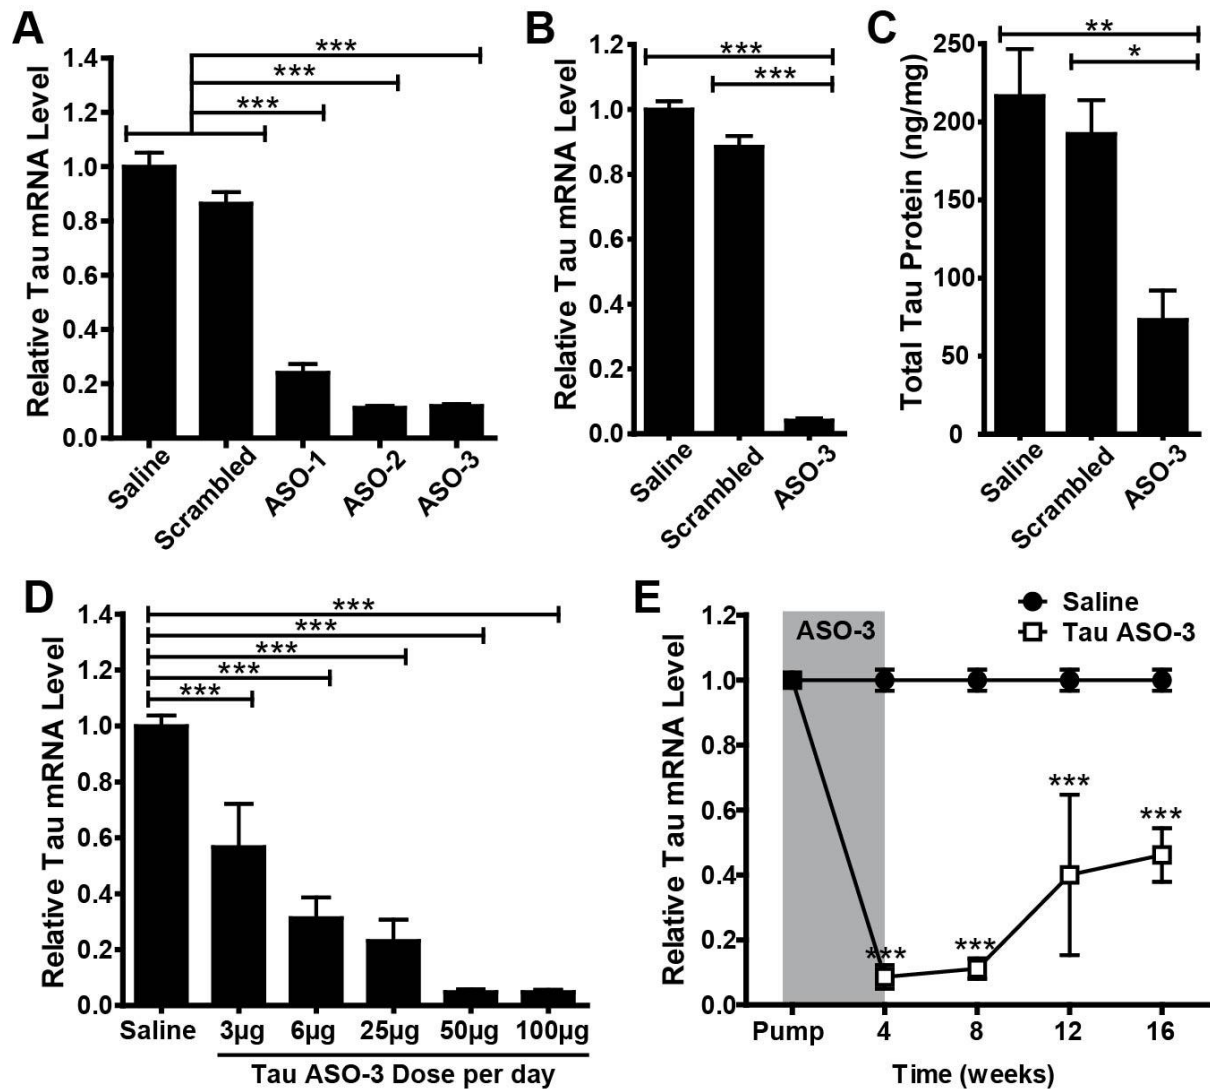 A
Relative Tau mRNA Level
1.4
1.2
1.0
0.8
0.6
0.4
0.2
0.0
***
***
***
Saline
Scrambled
ASO-1
ASO-2
ASO-3
B
Relative Tau mRNA Level
1.2
1.0
0.8
0.6
0.4
0.2
0.0
***
***
Saline
Scrambled
ASO-3
C
Total Tau Protein (ng/mg)
250
200
150
100
50
0
**
*
Saline
Scrambled
ASO-3
D
Relative Tau mRNA Level
1.4
1.2
1.0
0.8
0.6
0.4
0.2
0.0
***
***
***
***
***
Saline
3µg
6µg
25µg
50µg
100µg
Tau ASO-3 Dose per day
E
Relative Tau mRNA Level
1.2
1.0
0.8
0.6
0.4
0.2
0.0
ASO-3
Saline
Tau ASO-3
***
***
***
***
Pump
4
8
12
16
Time (weeks)